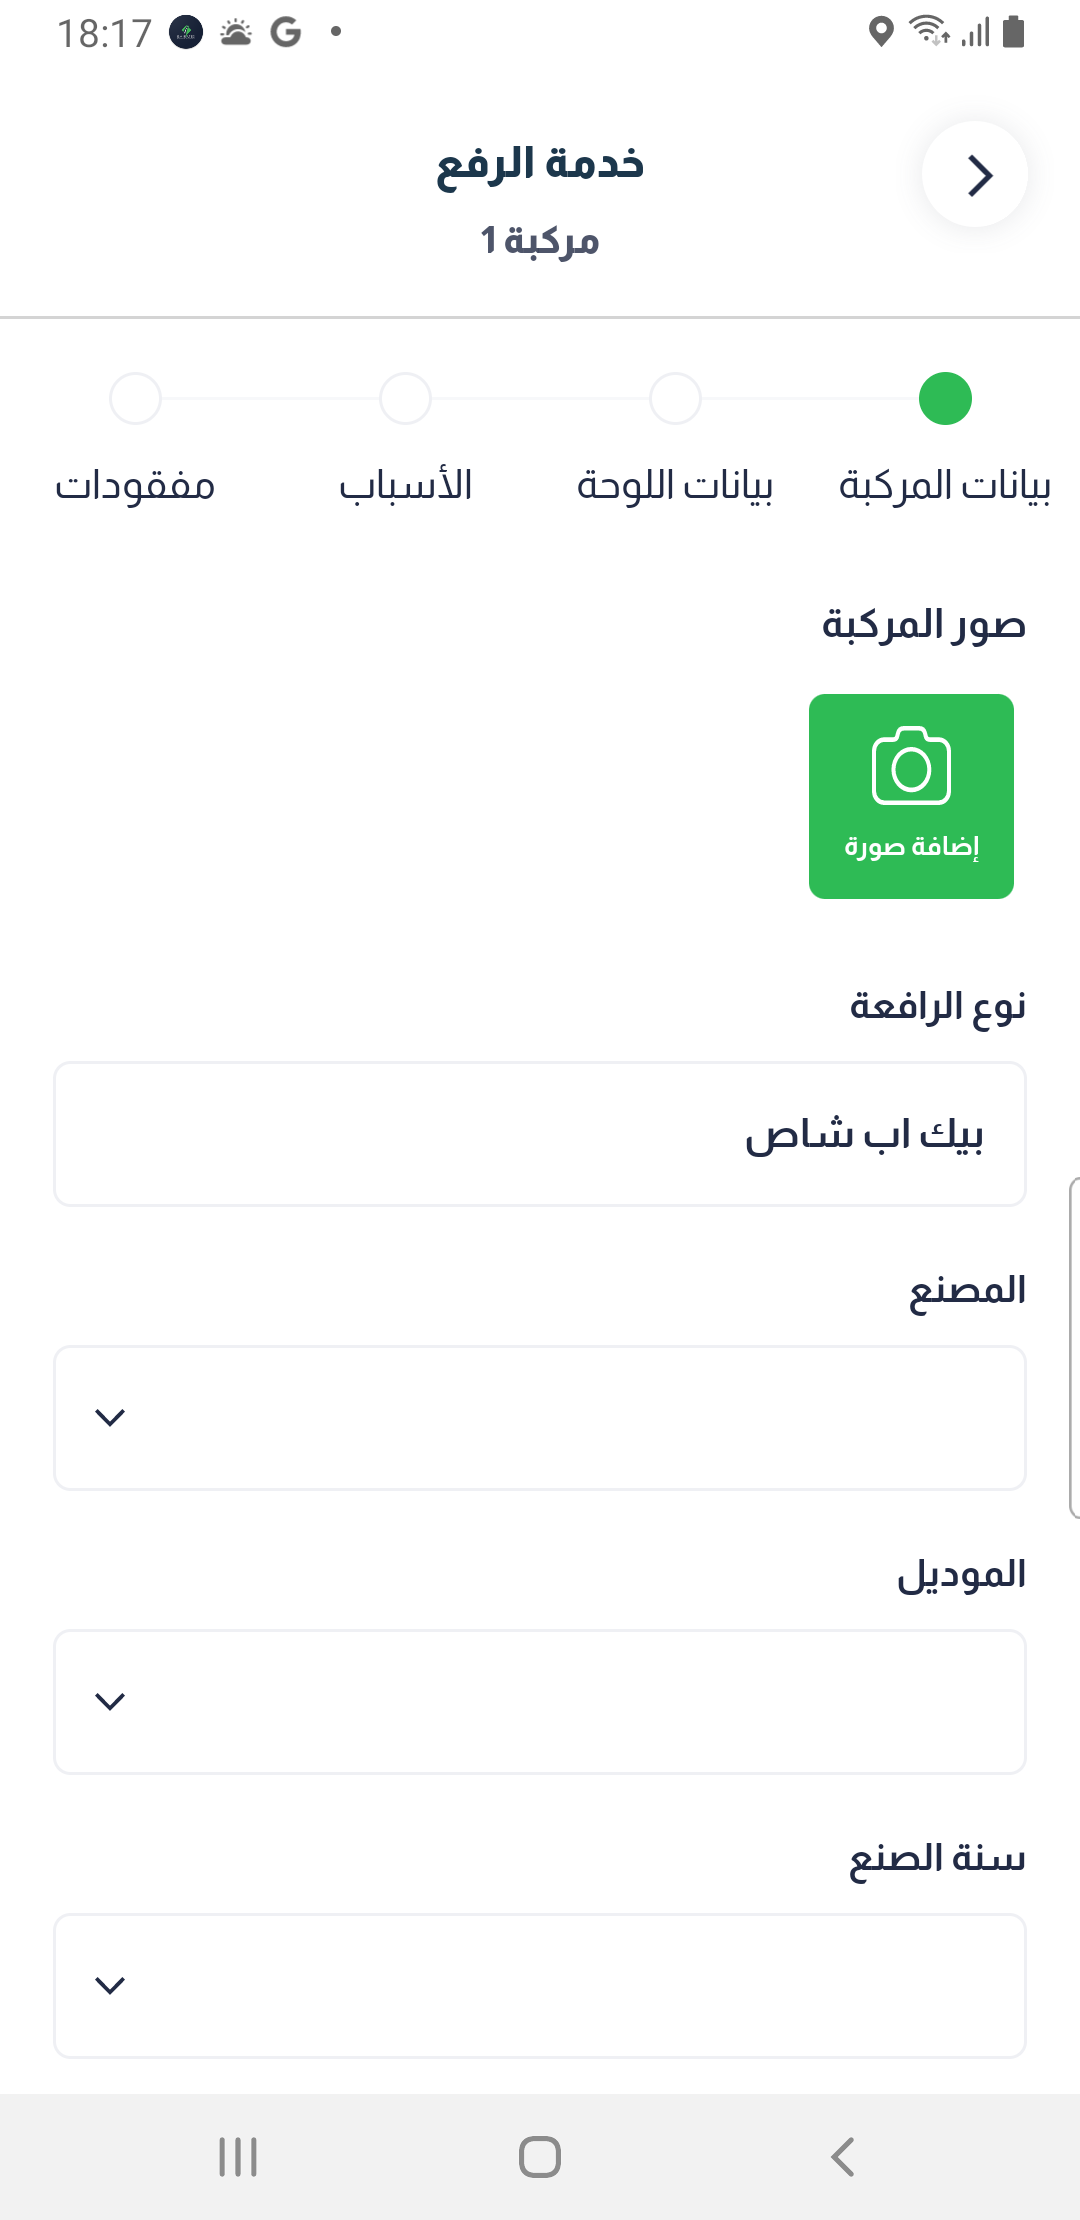 18:17
خدمة الرفع
مركبة 1
بيانات المركبة
بيانات اللوحة
الأسباب
مفقودات
صور المركبة
إضافة صورة
نوع الرافعة
بيك اب شاص
المصنع
الموديل
سنة الصنع